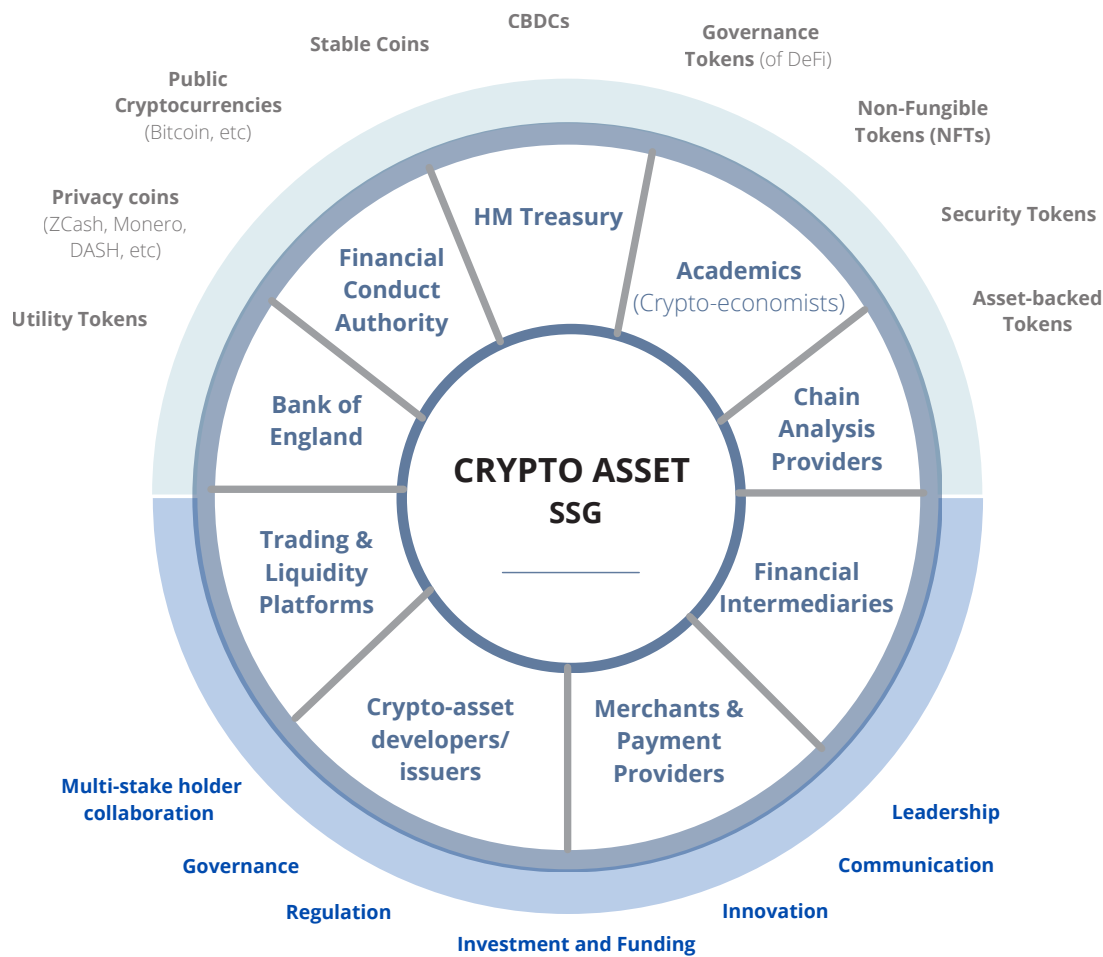 CBDCs
Stable Coins
Governance
Tokens (of DeFi)
Public
Cryptocurrencies
(Bitcoin, etc)
Non-Fungible
Tokens (NFTs)
Privacy coins
(ZCash, Monero,
DASH, etc)
Security Tokens
Utility Tokens
Asset-backed
Tokens
HM Treasury
Financial
Conduct
Authority
Academics
(Crypto-economists)
Bank of
England
Chain
Analysis
Providers
CRYPTO ASSET
SSG
Trading &
Liquidity
Platforms
Financial
Intermediaries
Crypto-asset
developers/
issuers
Merchants &
Payment
Providers
Multi-stake holder
collaboration
Leadership
Governance
Communication
Regulation
Innovation
Investment and Funding